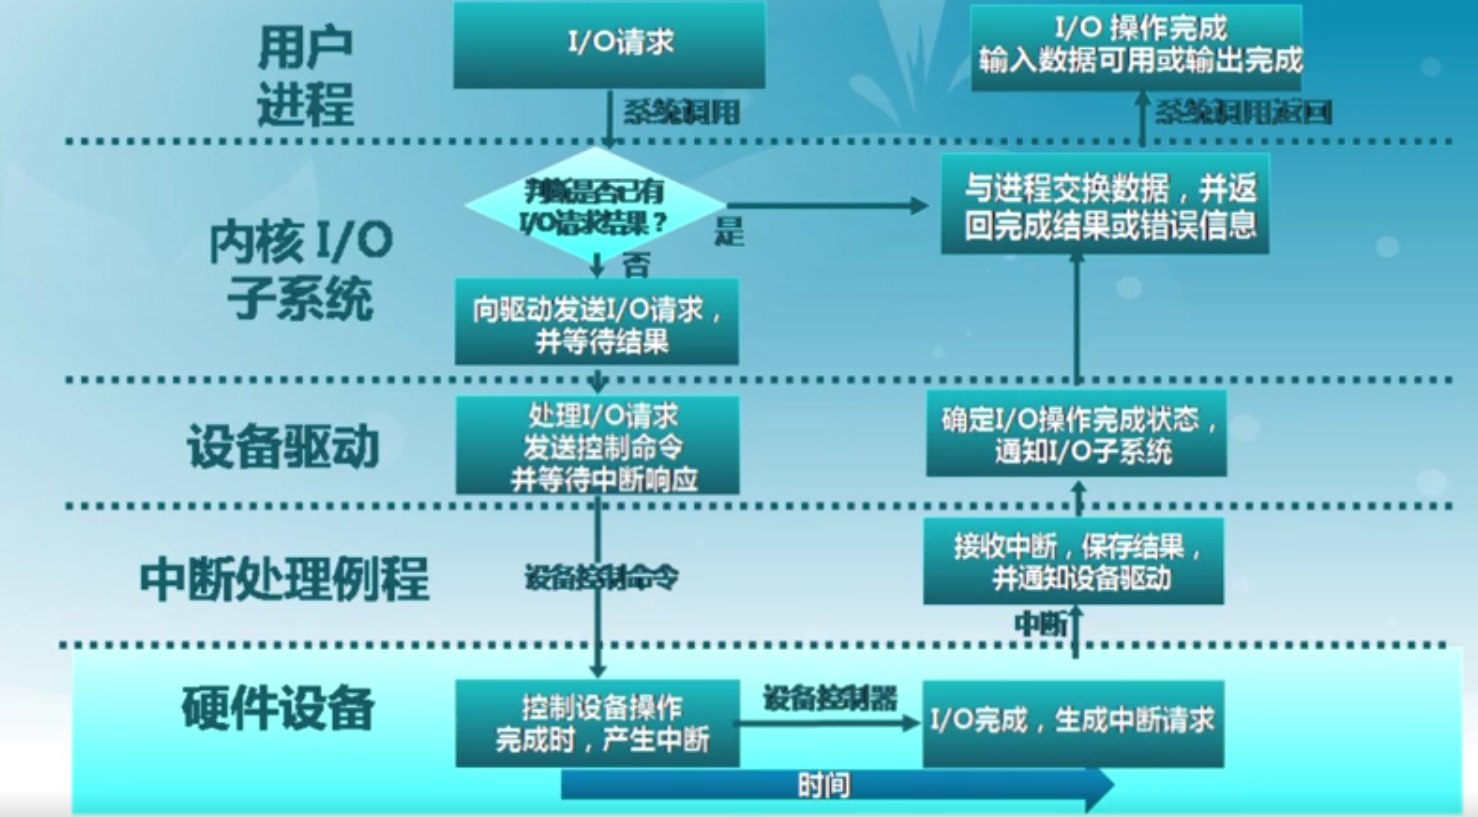 用户
进程
I/O请求
I/O 操作完成
输入数据可用或输出完成
系统调用
系统调用返回
内核 I/O
子系统
判断是否已有
I/O请求结果？
是
否
与进程交换数据，并返
回完成结果或错误信息
向驱动发送I/O请求，
并等待结果
设备驱动
处理I/O请求
发送控制命令
并等待中断响应
确定I/O操作完成状态，
通知I/O子系统
中断处理例程
设备控制命令
接收中断，保存结果，
并通知设备驱动
中断
硬件设备
控制设备操作
完成时，产生中断
设备控制器
I/O完成，生成中断请求
时间